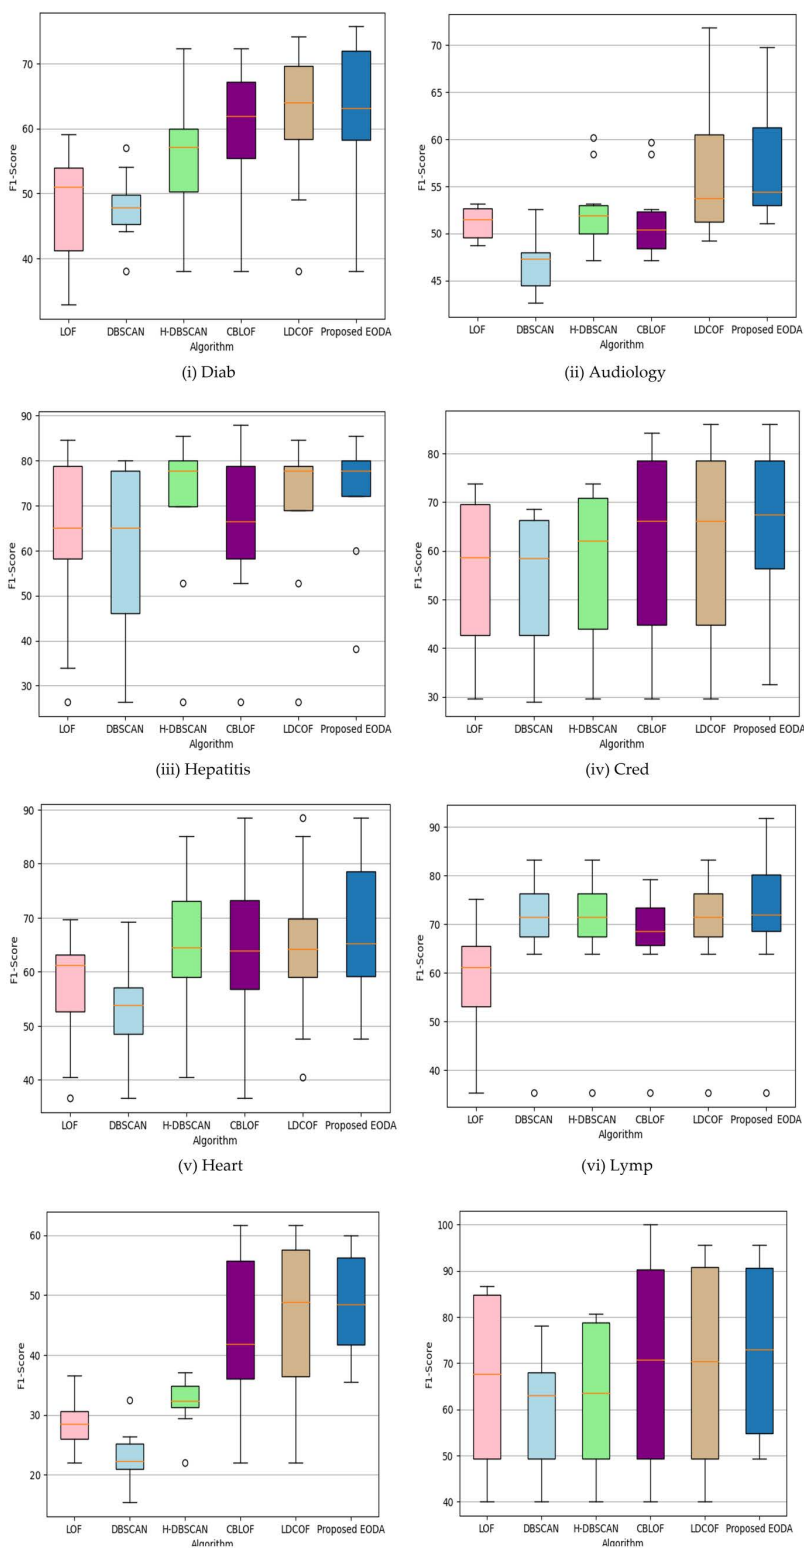 70
60
50
40
F1-Score
LOF
DBSCAN
H-DBSCAN
CBLOF
LDCOF
Proposed EODA
Algorithm
(i) Diab
70
65
60
55
50
45
F1-Score
LOF
DBSCAN
H-DBSCAN
CBLOF
LDCOF
Proposed EODA
Algorithm
(ii) Audiology
90
80
70
60
50
40
30
F1-Score
LOF
DBSCAN
H-DBSCAN
CBLOF
LDCOF
Proposed EODA
Algorithm
(iii) Hepatitis
80
70
60
50
40
30
F1-Score
LOF
DBSCAN
H-DBSCAN
CBLOF
LDCOF
Proposed EODA
Algorithm
(iv) Cred
90
80
70
60
50
40
F1-Score
LOF
DBSCAN
H-DBSCAN
CBLOF
LDCOF
Proposed EODA
Algorithm
(v) Heart
90
80
70
60
50
40
F1-Score
LOF
DBSCAN
H-DBSCAN
CBLOF
LDCOF
Proposed EODA
Algorithm
(vi) Lymp
60
50
40
30
20
F1-Score
LOF
DBSCAN
H-DBSCAN
CBLOF
LDCOF
Proposed EODA
Algorithm
100
90
80
70
60
50
40
F1-Score
LOF
DBSCAN
H-DBSCAN
CBLOF
LDCOF
Proposed EODA
Algorithm